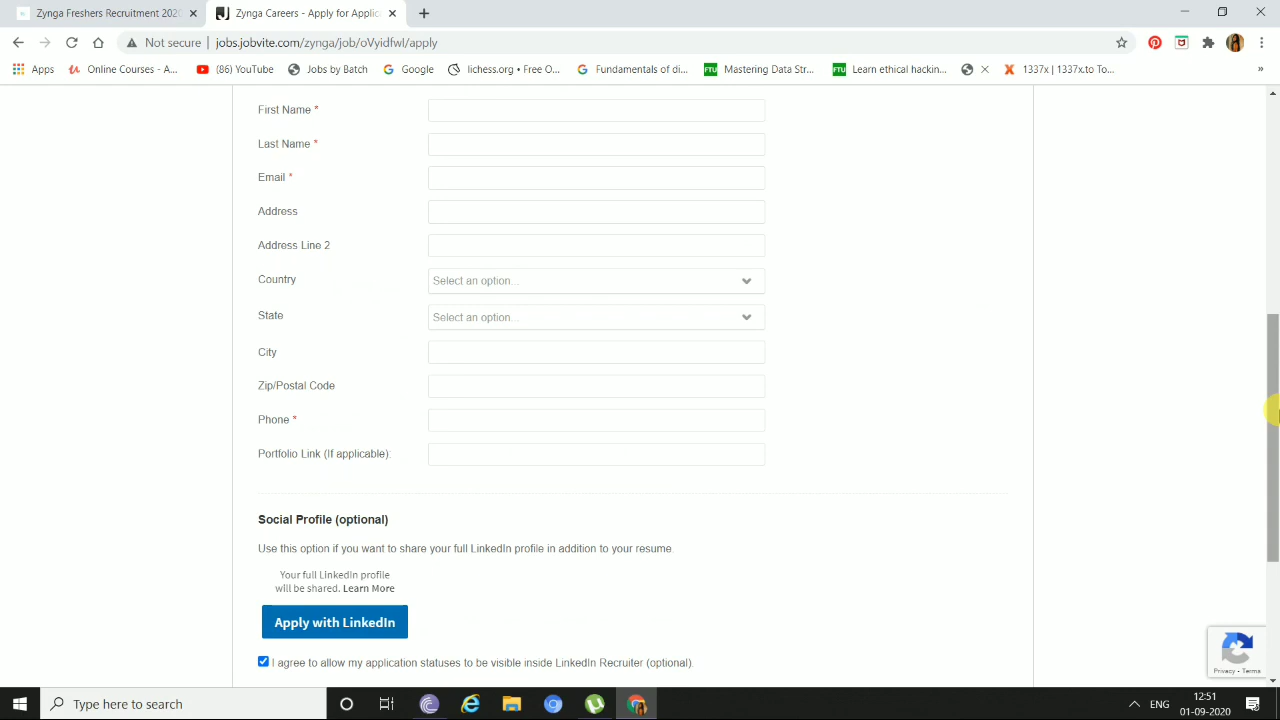 Zynga Freshers Recruitment 2020
Zynga Careers - Apply for Applic
Not secure
jobs.jobvite.com/zynga/job/oVyidfwI/apply
Apps
Online Courses - A...
(86) YouTube
Jobs by Batch
Google
lichess.org • Free O...
Fundamentals of di...
FTU
Mastering Data Str...
FTU
Learn ethical hackin...
1337x | 1337x.to To...
»
First Name *
Last Name *
Email *
Address
Address Line 2
Country
Select an option...
State
Select an option...
City
Zip/Postal Code
Phone *
Portfolio Link (If applicable):
Social Profile (optional)
Use this option if you want to share your full LinkedIn profile in addition to your resume.
Your full LinkedIn profile
will be shared. Learn More
Apply with LinkedIn
I agree to allow my application statuses to be visible inside LinkedIn Recruiter (optional).
Privacy - Terms
Type here to search
ENG
12:51
01-09-2020